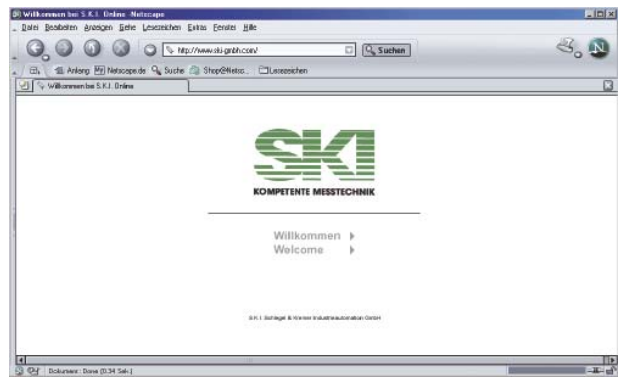 Willkommen bei S.K.I. Online - Netscape
Datei Bearbeiten Anzeigen Gehe Lesezeichen Extras Fenster Hilfe
http://www.ski-gmbh.com/ Suchen
Anfang Netscape.de Suche Shop@Netsc... Lesezeichen
Willkommen bei S.K.I. Online
SKI
KOMPETENTE MESSTECHNIK
Willkommen
Welcome
S.K.I. Schlegel & Kremer Industrieautomation GmbH
Dokument: Done (0.34 Sek.)